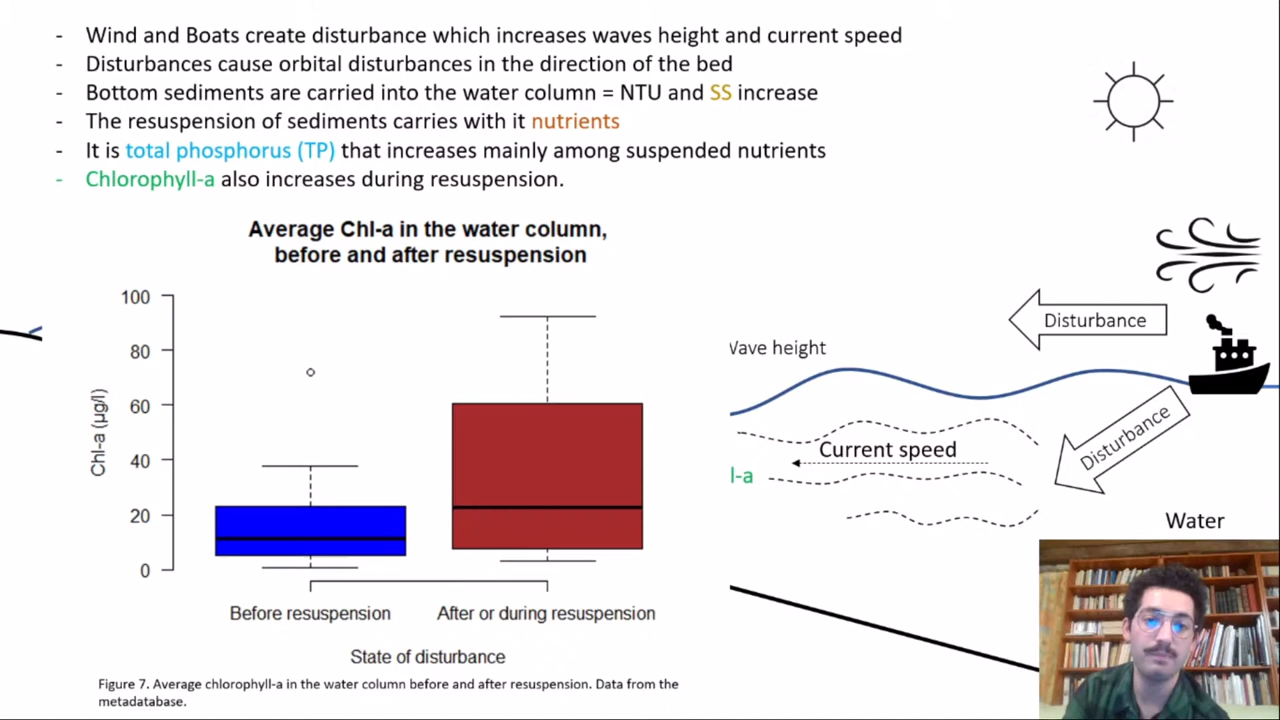 - Wind and Boats create disturbance which increases waves height and current speed
- Disturbances cause orbital disturbances in the direction of the bed
- Bottom sediments are carried into the water column = NTU and SS increase
- The resuspension of sediments carries with it nutrients
- It is total phosphorus (TP) that increases mainly among suspended nutrients
- Chlorophyll-a also increases during resuspension.
Average Chl-a in the water column,
before and after resuspension
100
80
60
40
20
0
Chl-a (µg/l)
Before resuspension
After or during resuspension
State of disturbance
Figure 7. Average chlorophyll-a in the water column before and after resuspension. Data from the
metadatabase.
Disturbance
Wave height
Disturbance
Current speed
l-a
Water